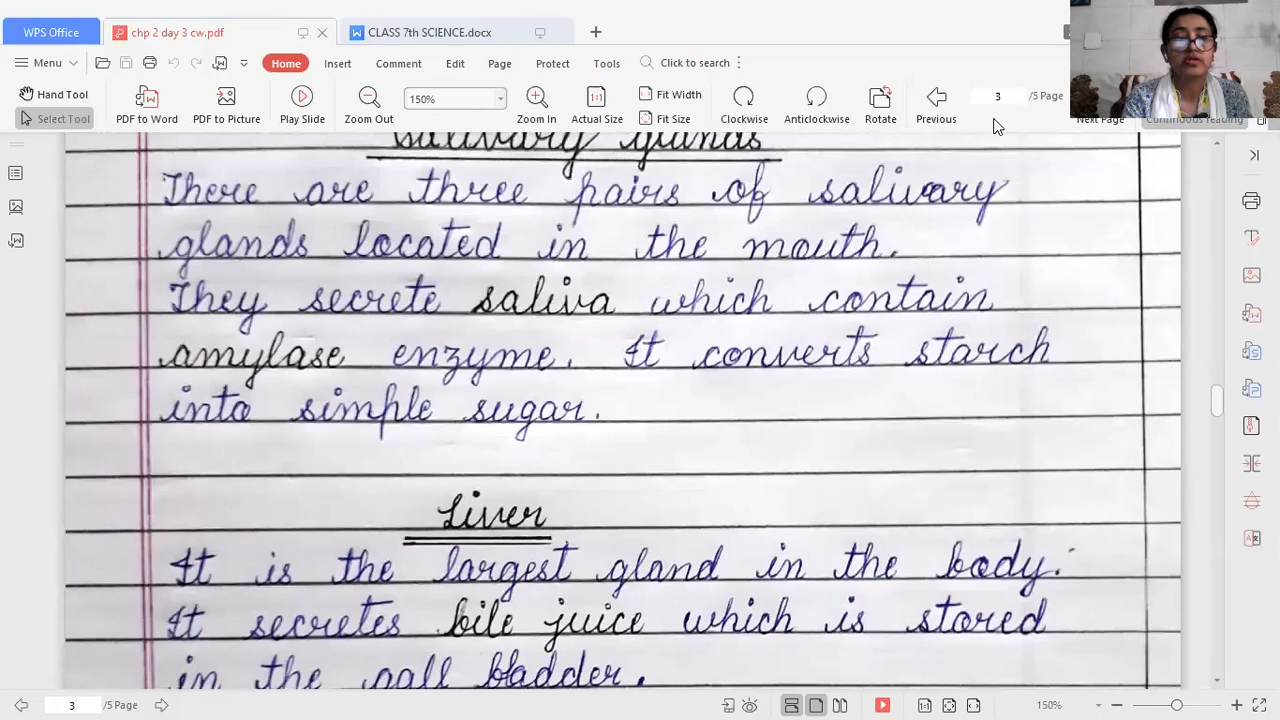 WPS Office
chp 2 day 3 cw.pdf
CLASS 7th SCIENCE.docx
Menu
Home
Insert
Comment
Edit
Page
Protect
Tools
Click to search
Hand Tool
Select Tool
PDF to Word
PDF to Picture
Play Slide
Zoom Out
150%
Zoom In
Actual Size
Fit Width
Fit Size
Clockwise
Anticlockwise
Rotate
Previous
3 /5 Page
Next Page
Continuous reading
Salivary glands
There are three pairs of salivary
glands located in the mouth.
They secrete saliva which contain
amylase enzyme. It converts starch
into simple sugar.
Liver
It is the largest gland in the body.
It secretes bile juice which is stored
in the gall bladder.
3 /5 Page
150%